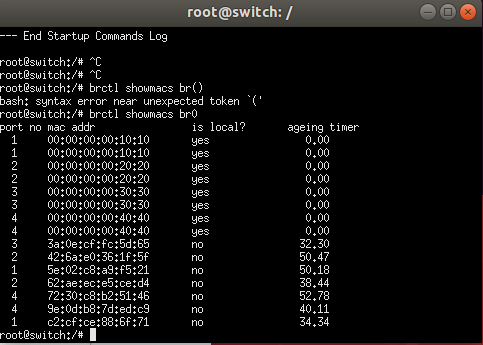 root@switch: /
--- End Startup Commands Log
root@switch:/# ^C
root@switch:/# ^C
root@switch:/# brctl showmacs br()
bash: syntax error near unexpected token `('
root@switch:/# brctl showmacs br0
port no mac addr is local? ageing timer
1 00:00:00:00:10:10 yes 0.00
1 00:00:00:00:10:10 yes 0.00
2 00:00:00:00:20:20 yes 0.00
2 00:00:00:00:20:20 yes 0.00
3 00:00:00:00:30:30 yes 0.00
3 00:00:00:00:30:30 yes 0.00
4 00:00:00:00:40:40 yes 0.00
4 00:00:00:00:40:40 yes 0.00
3 3a:0e:cf:fc:5d:65 no 32.30
2 42:6a:e0:36:1f:5f no 50.47
1 5e:02:c8:a9:f5:21 no 50.18
2 62:ae:ec:e5:ce:d4 no 38.44
4 72:30:c8:b2:51:46 no 52.78
4 9e:0d:b8:7d:ed:c9 no 40.11
1 c2:cf:ce:88:6f:71 no 34.34
root@switch:/#